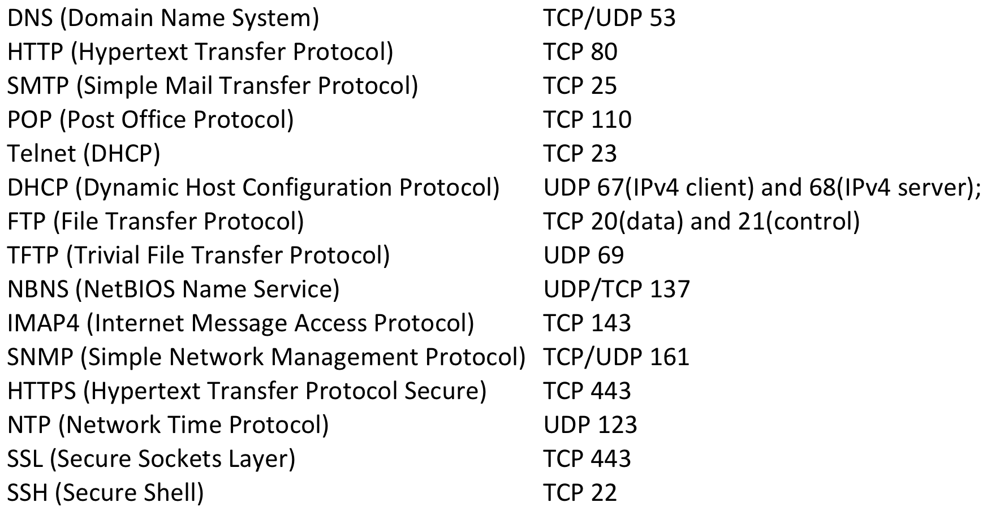 DNS (Domain Name System) TCP/UDP 53
HTTP (Hypertext Transfer Protocol) TCP 80
SMTP (Simple Mail Transfer Protocol) TCP 25
POP (Post Office Protocol) TCP 110
Telnet (DHCP) TCP 23
DHCP (Dynamic Host Configuration Protocol) UDP 67(IPv4 client) and 68(IPv4 server);
FTP (File Transfer Protocol) TCP 20(data) and 21(control)
TFTP (Trivial File Transfer Protocol) UDP 69
NBNS (NetBIOS Name Service) UDP/TCP 137
IMAP4 (Internet Message Access Protocol) TCP 143
SNMP (Simple Network Management Protocol) TCP/UDP 161
HTTPS (Hypertext Transfer Protocol Secure) TCP 443
NTP (Network Time Protocol) UDP 123
SSL (Secure Sockets Layer) TCP 443
SSH (Secure Shell) TCP 22